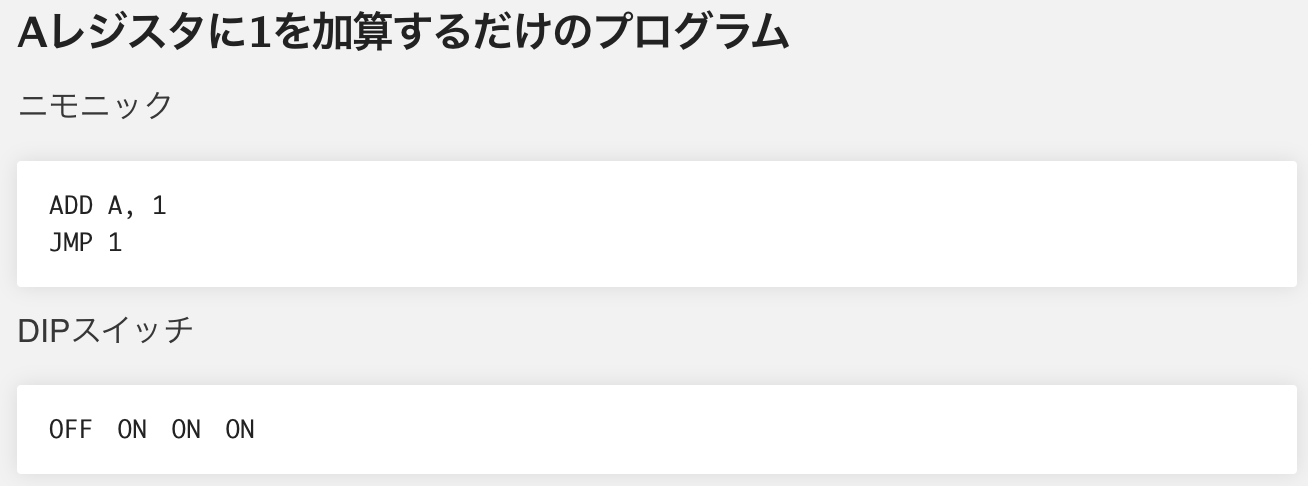 Aレジスタに1を加算するだけのプログラム
ニモニック
ADD A, 1
JMP 1
DIPスイッチ
OFF ON ON ON